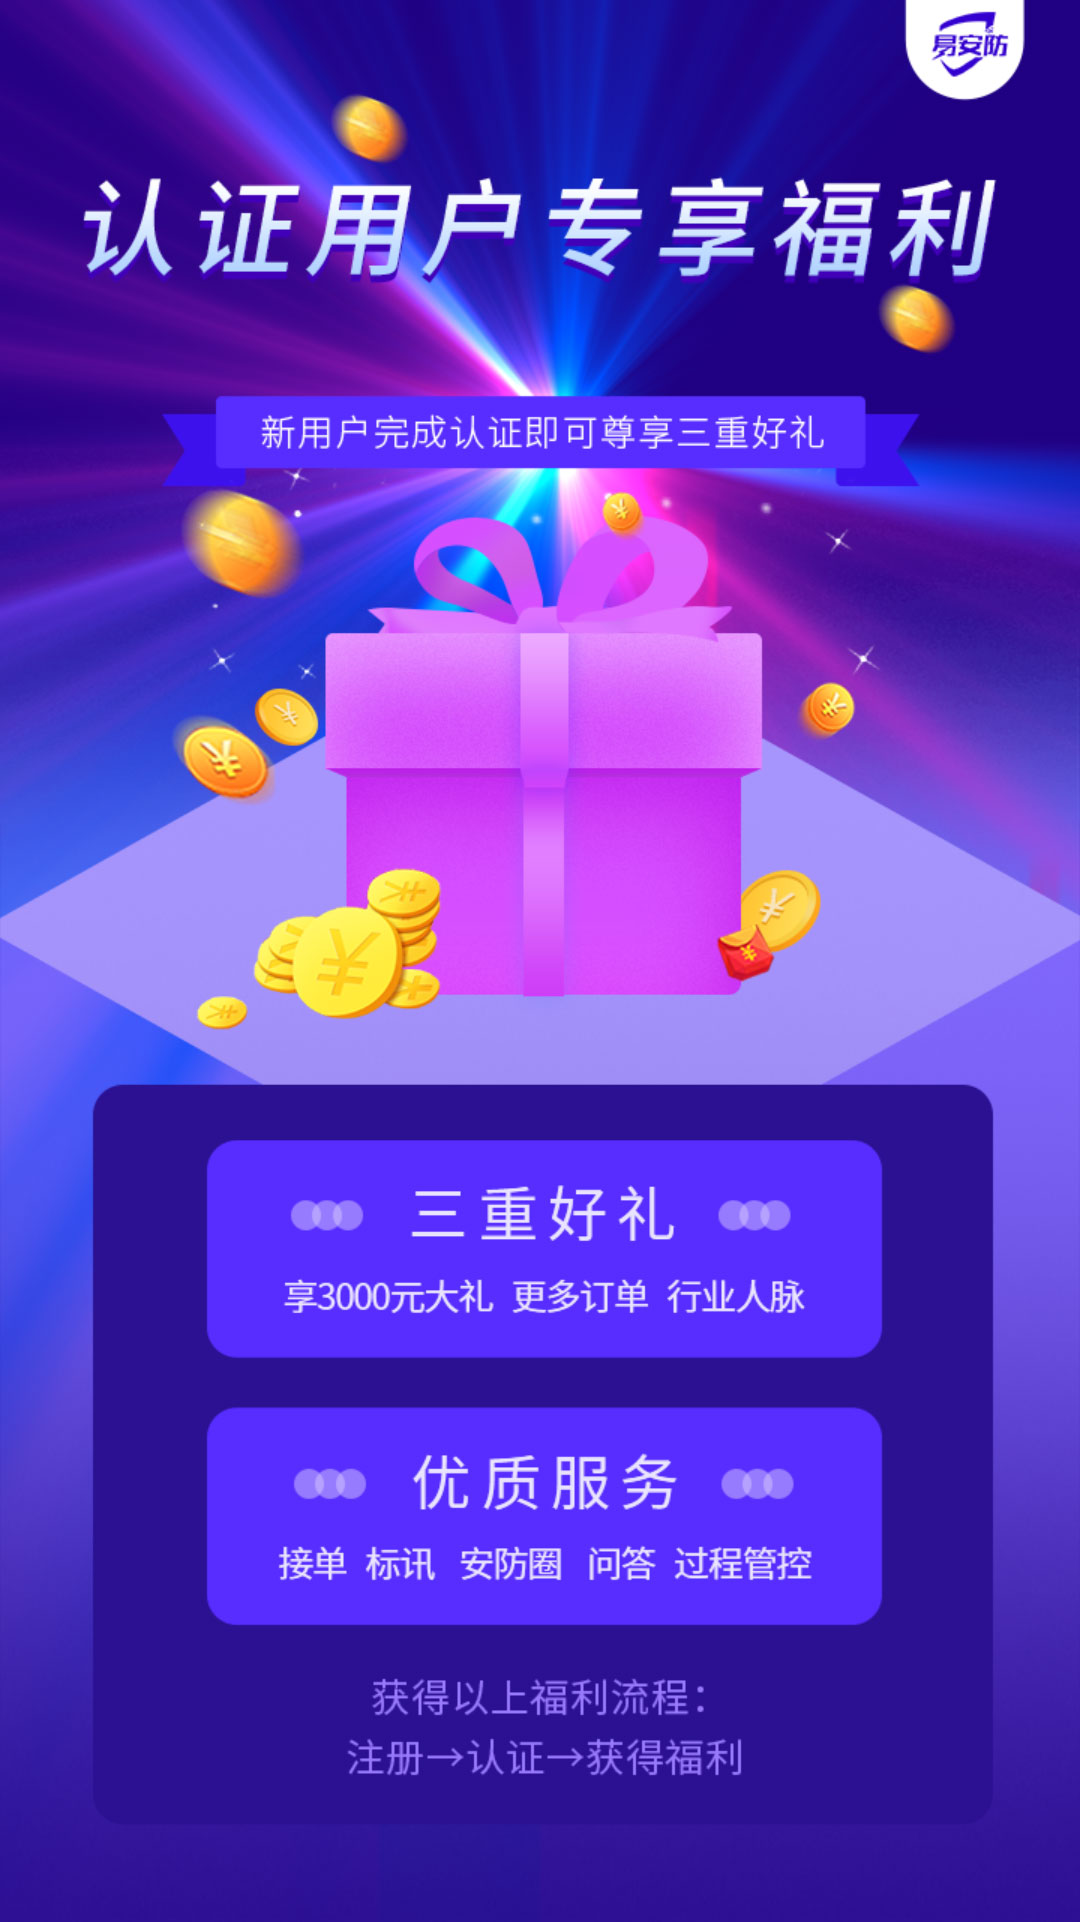 易安防
认证用户专享福利
新用户完成认证即可尊享三重好礼
三重好礼
享3000元大礼 更多订单 行业人脉
优质服务
接单 标讯 安防圈 问答 过程管控
获得以上福利流程：
注册→认证→获得福利